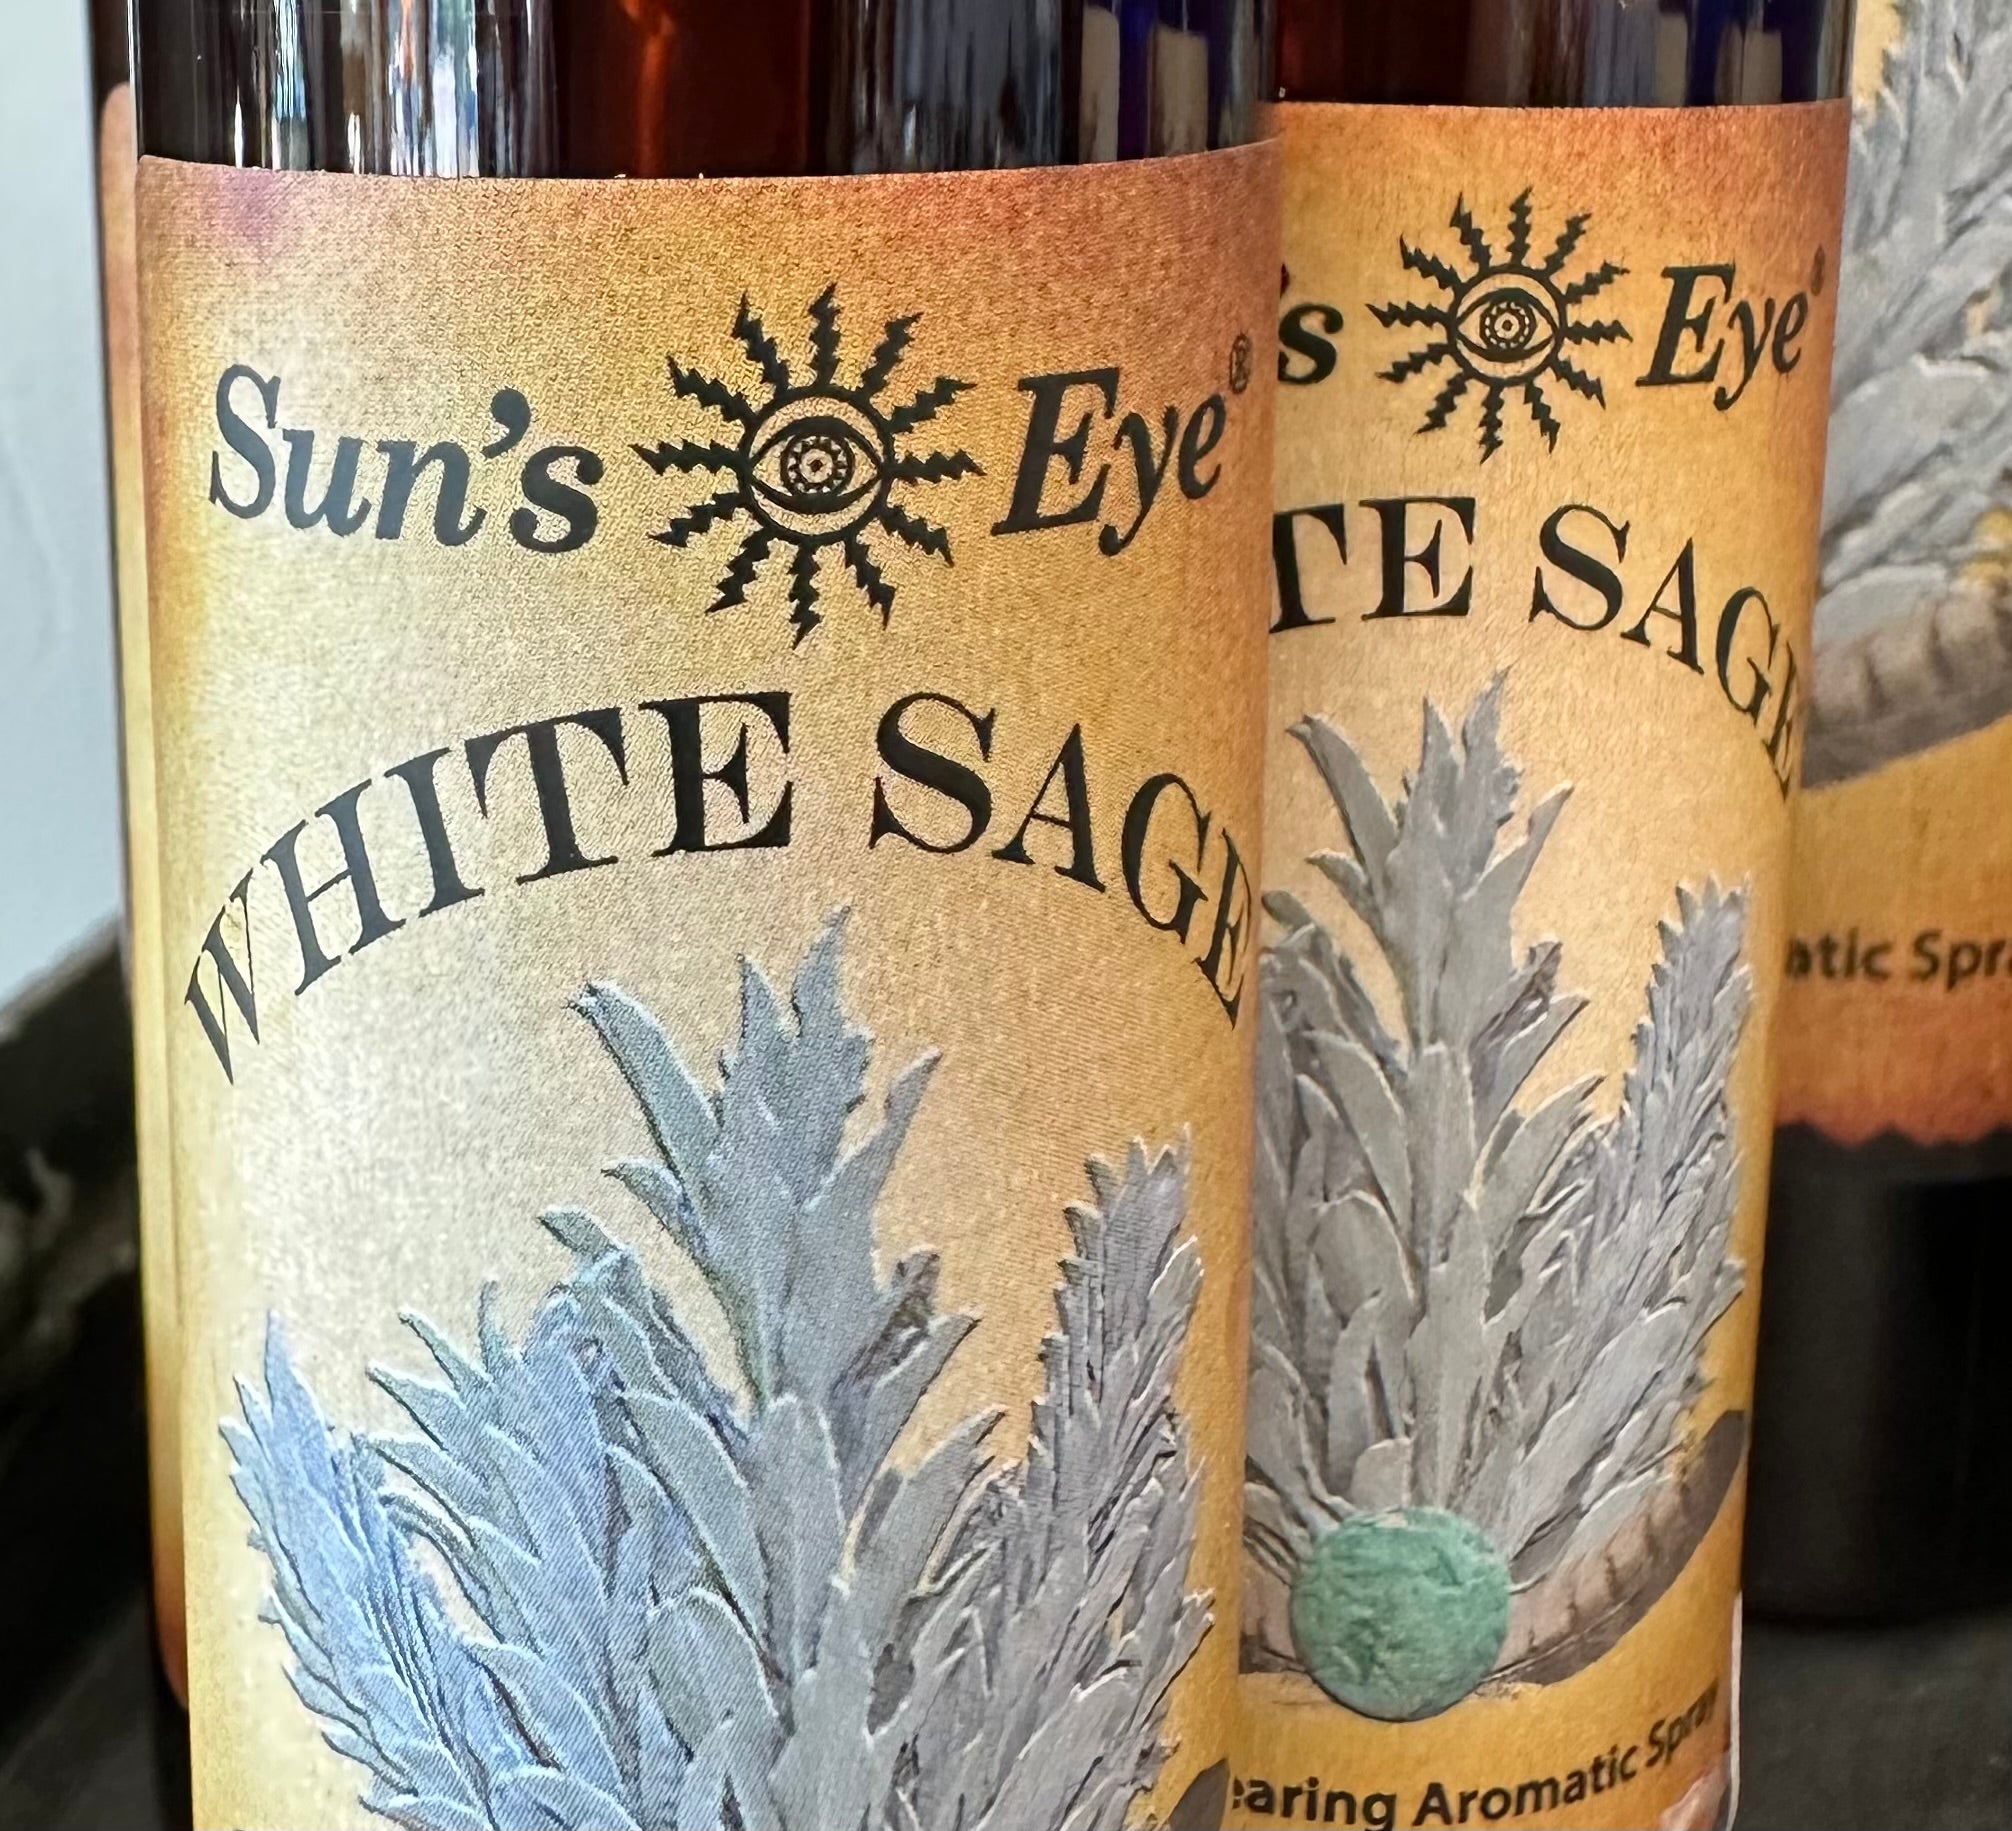 Sun's Eye®
WHITE SAGE
's Eye®
TE SAGE
earing Aromatic Spray
atic Spra